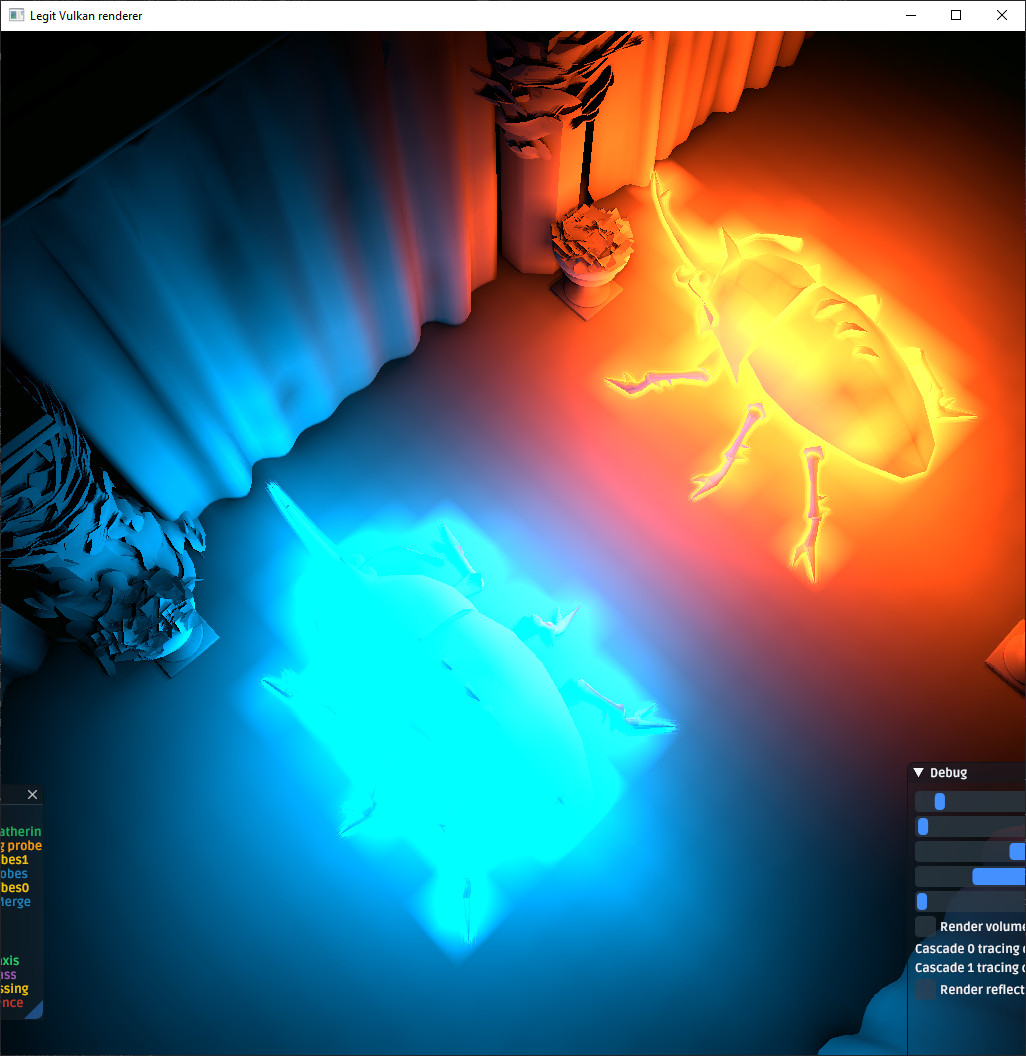 Legit Vulkan renderer
Debug
atherin
g probe
bes1
obes
bes0
Merge
Render volume
Cascade 0 tracing
Cascade 1 tracing
xis
ass
ssing
nce
Render reflect